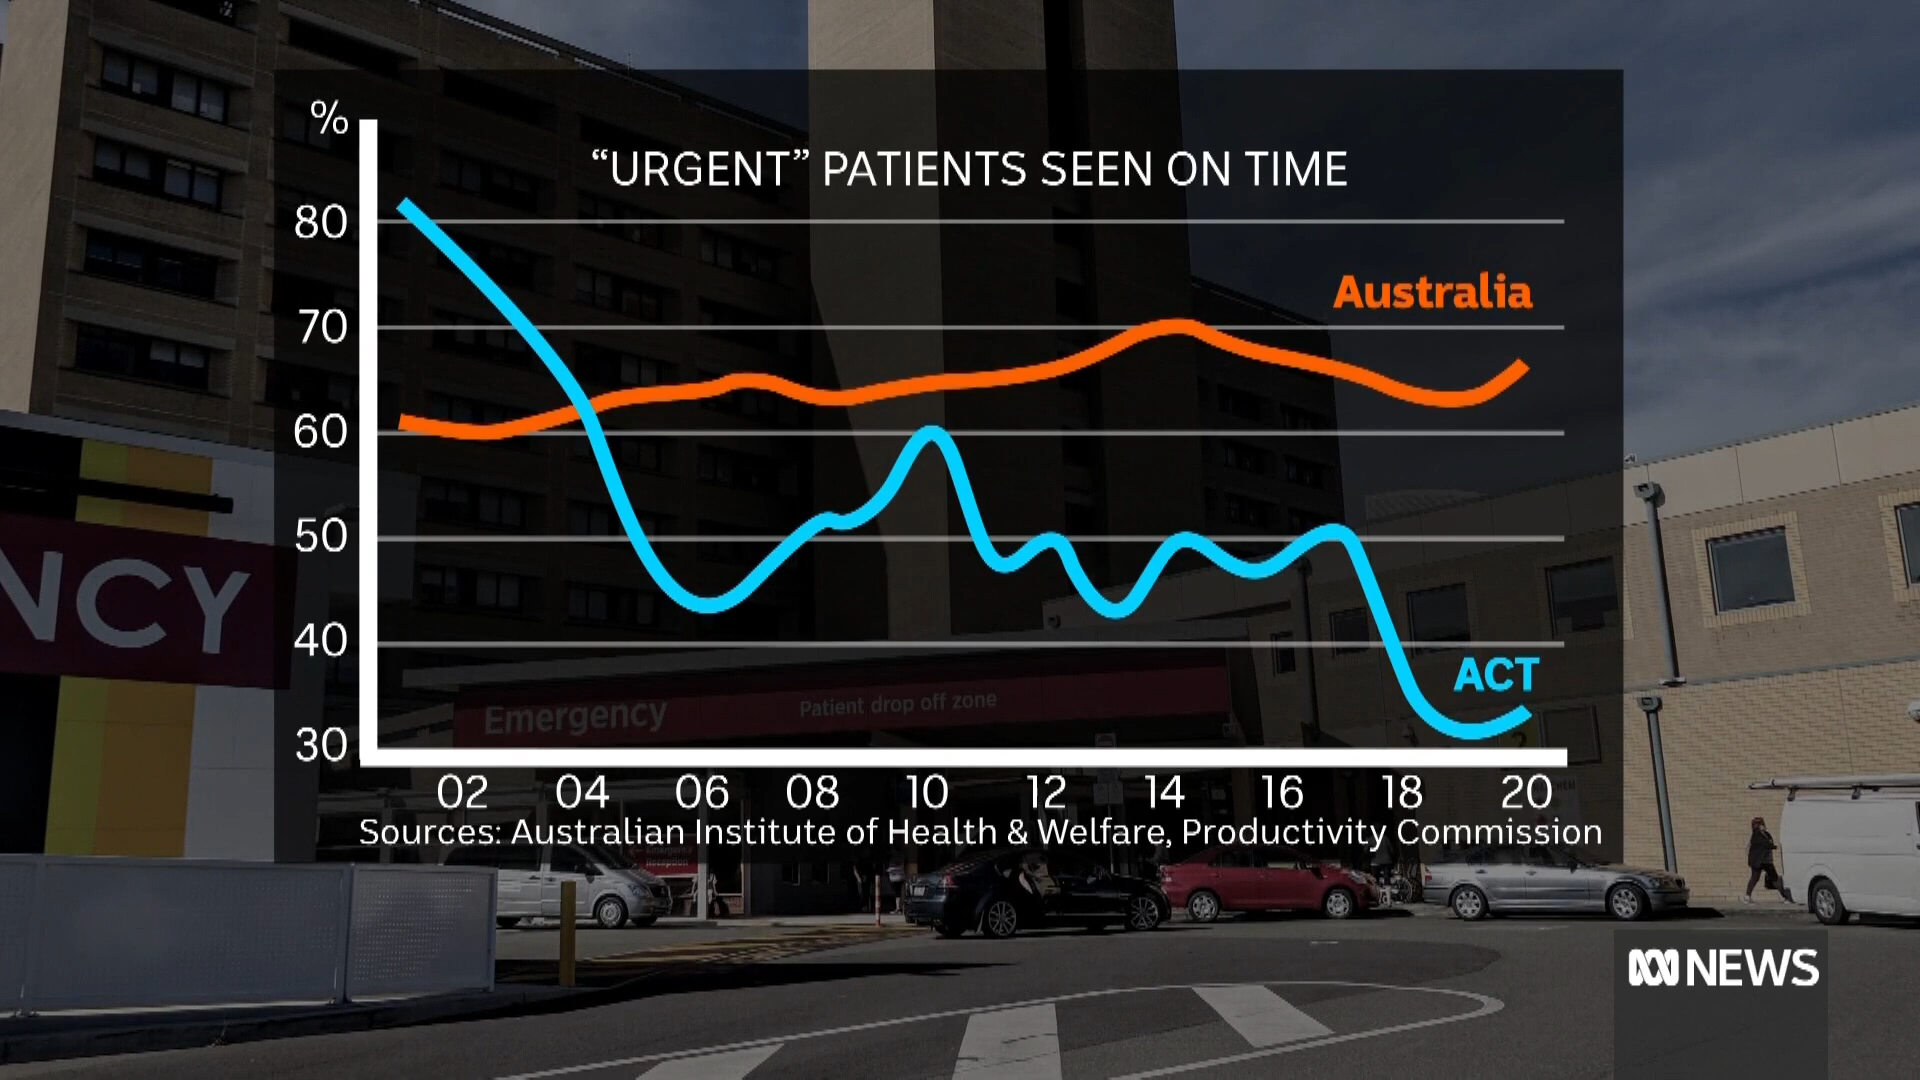 %
“URGENT” PATIENTS SEEN ON TIME
80
Australia
70
60
50
NCY
40
ACT
Emergency
Patient drop off zone
30
02 04 06 08 10 12 14 16 18 20
Sources: Australian Institute of Health & Welfare, Productivity Commission
NEWS